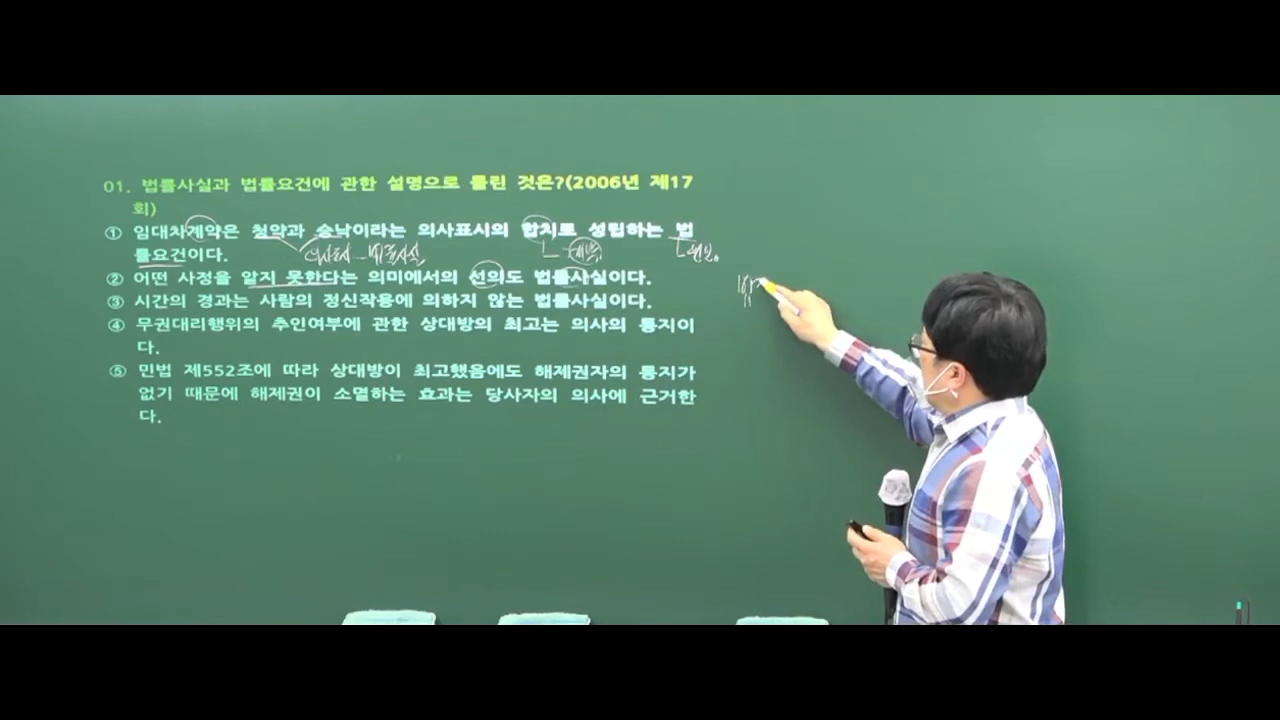 01. 법률사실과 법률요건에 관한 설명으로 틀린 것은?(2006년 제17
회)
① 임대차계약은 청약과 승낙이라는 의사표시의 합치로 성립하는 법
률요건이다.
의사표시 법률사실
② 어떤 사정을 알지 못한다는 의미에서의 선의도 법률사실이다.
③ 시간의 경과는 사람의 정신작용에 의하지 않는 법률사실이다.
④ 무권대리행위의 추인여부에 관한 상대방의 최고는 의사의 통지이
다.
⑤ 민법 제552조에 따라 상대방이 최고했음에도 해제권자의 통지가
없기 때문에 해제권이 소멸하는 효과는 당사자의 의사에 근거한
다.